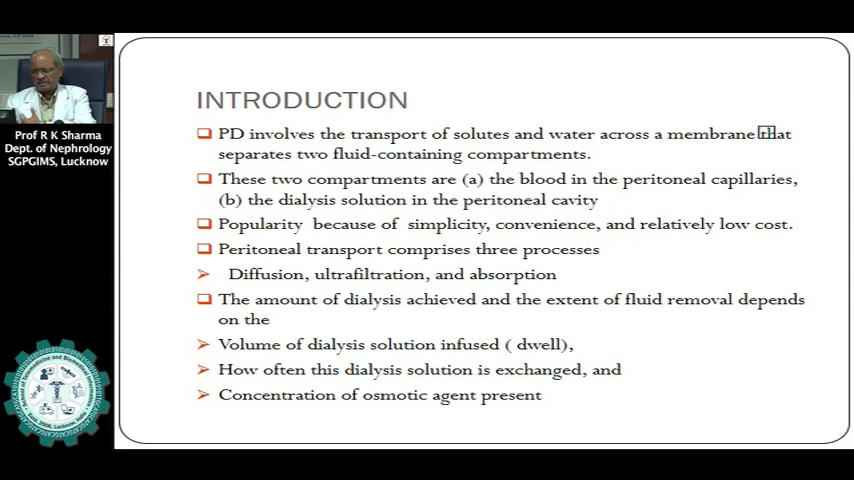 INTRODUCTION
PD involves the transport of solutes and water across a membrane that
separates two fluid-containing compartments.
These two compartments are (a) the blood in the peritoneal capillaries,
(b) the dialysis solution in the peritoneal cavity
Popularity because of simplicity, convenience, and relatively low cost.
Peritoneal transport comprises three processes
Diffusion, ultrafiltration, and absorption
The amount of dialysis achieved and the extent of fluid removal depends
on the
Volume of dialysis solution infused ( dwell),
How often this dialysis solution is exchanged, and
Concentration of osmotic agent present
Prof R K Sharma
Dept. of Nephrology
SGPGIMS, Lucknow